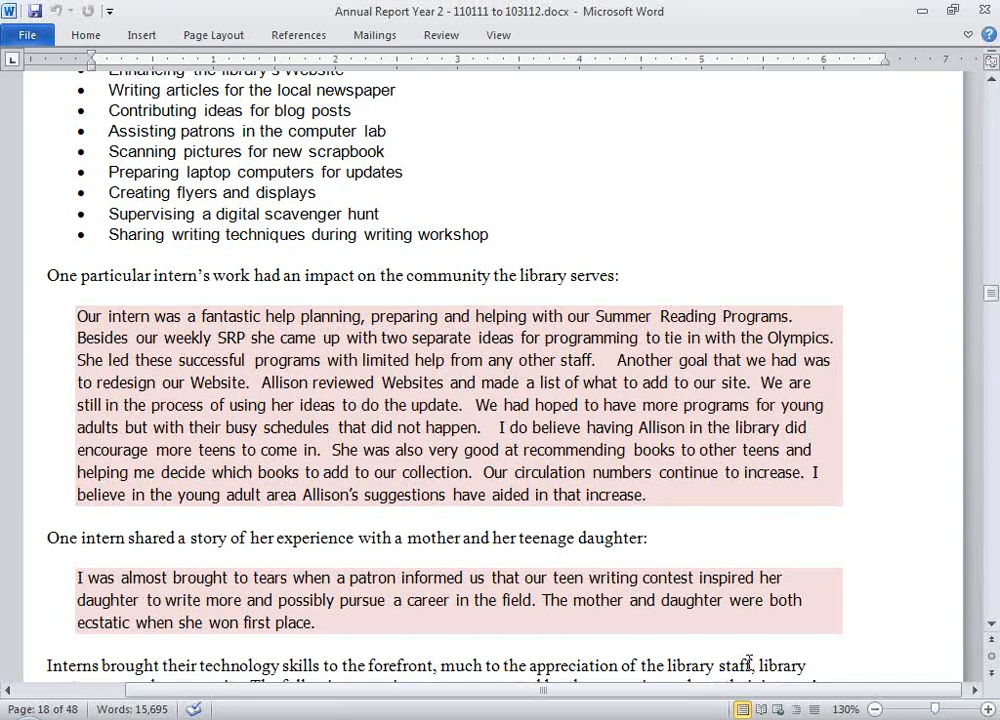 Annual Report Year 2 - 110111 to 103112.docx - Microsoft Word
File Home Insert Page Layout References Mailings Review View
1 2 3 4 5 6 7
Enhancing the library's Website
• Writing articles for the local newspaper
• Contributing ideas for blog posts
• Assisting patrons in the computer lab
• Scanning pictures for new scrapbook
• Preparing laptop computers for updates
• Creating flyers and displays
• Supervising a digital scavenger hunt
• Sharing writing techniques during writing workshop
One particular intern's work had an impact on the community the library serves:
Our intern was a fantastic help planning, preparing and helping with our Summer Reading Programs.
Besides our weekly SRP she came up with two separate ideas for programming to tie in with the Olympics.
She led these successful programs with limited help from any other staff. Another goal that we had was
to redesign our Website. Allison reviewed Websites and made a list of what to add to our site. We are
still in the process of using her ideas to do the update. We had hoped to have more programs for young
adults but with their busy schedules that did not happen. I do believe having Allison in the library did
encourage more teens to come in. She was also very good at recommending books to other teens and
helping me decide which books to add to our collection. Our circulation numbers continue to increase. I
believe in the young adult area Allison's suggestions have aided in that increase.
One intern shared a story of her experience with a mother and her teenage daughter:
I was almost brought to tears when a patron informed us that our teen writing contest inspired her
daughter to write more and possibly pursue a career in the field. The mother and daughter were both
ecstatic when she won first place.
Interns brought their technology skills to the forefront, much to the appreciation of the library staff, library
Page: 18 of 48 Words: 15,695 130%